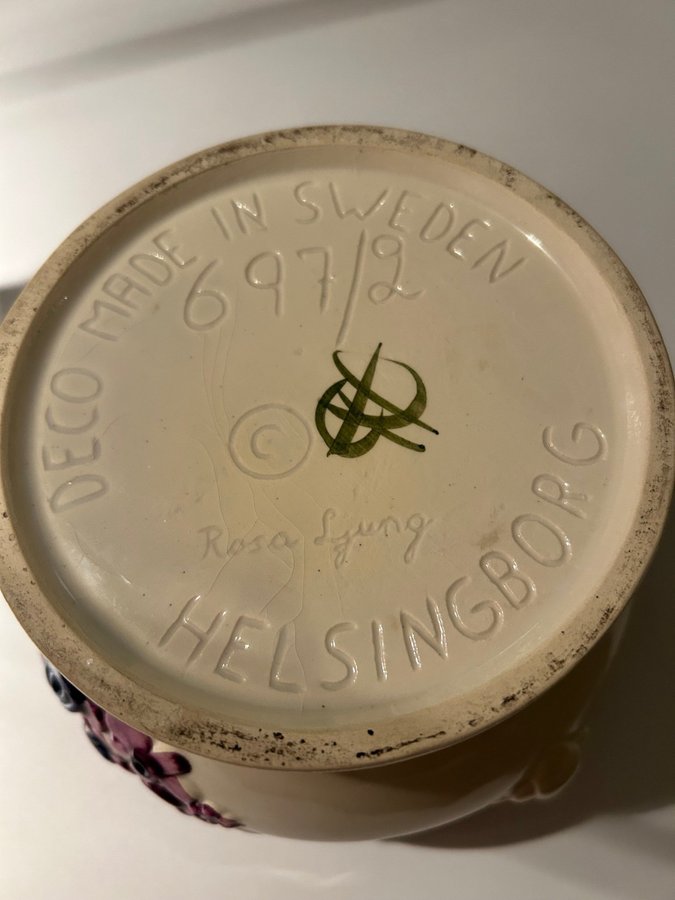 DECO MADE IN SWEDEN
697/2
©
Rosa Ljung
HELSINGBORG